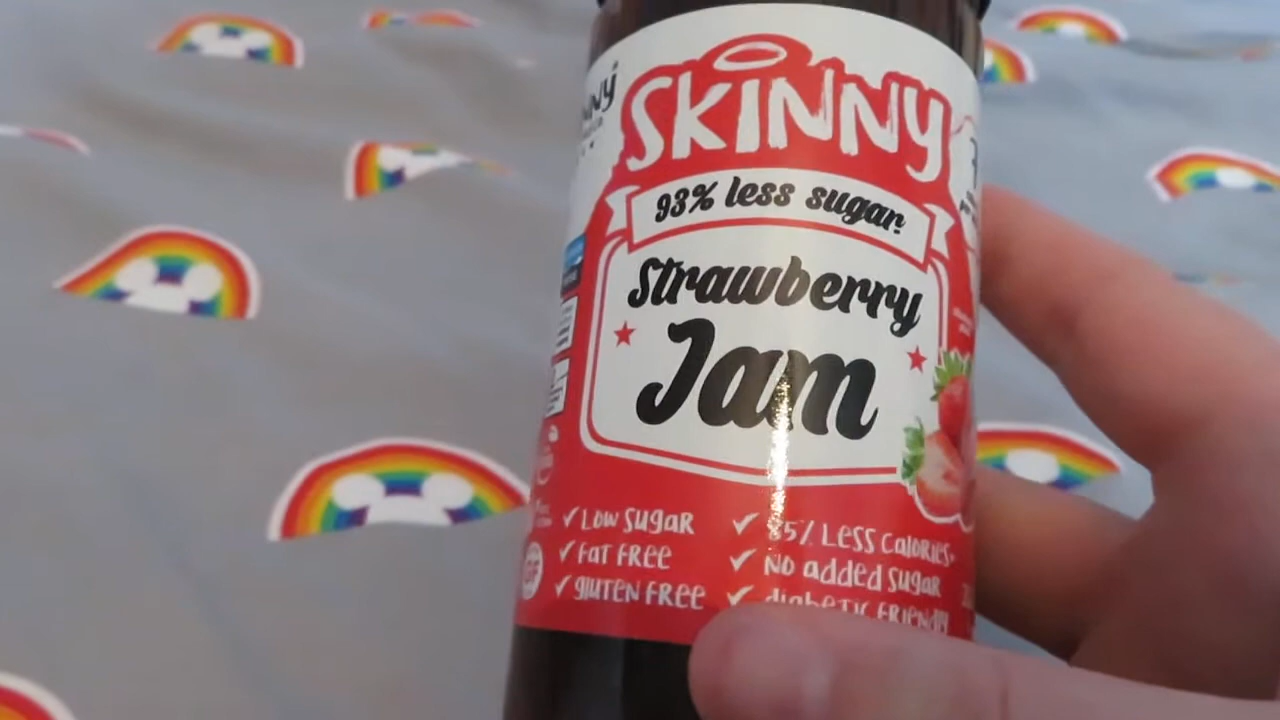 SKINNY
93% less sugar.
Strawberry
Jam
✓ Low sugar
✓ Fat Free
✓ gluten Free
✓ 85% Less Calories*
✓ No added sugar
✓ diabetic Friendly
GF